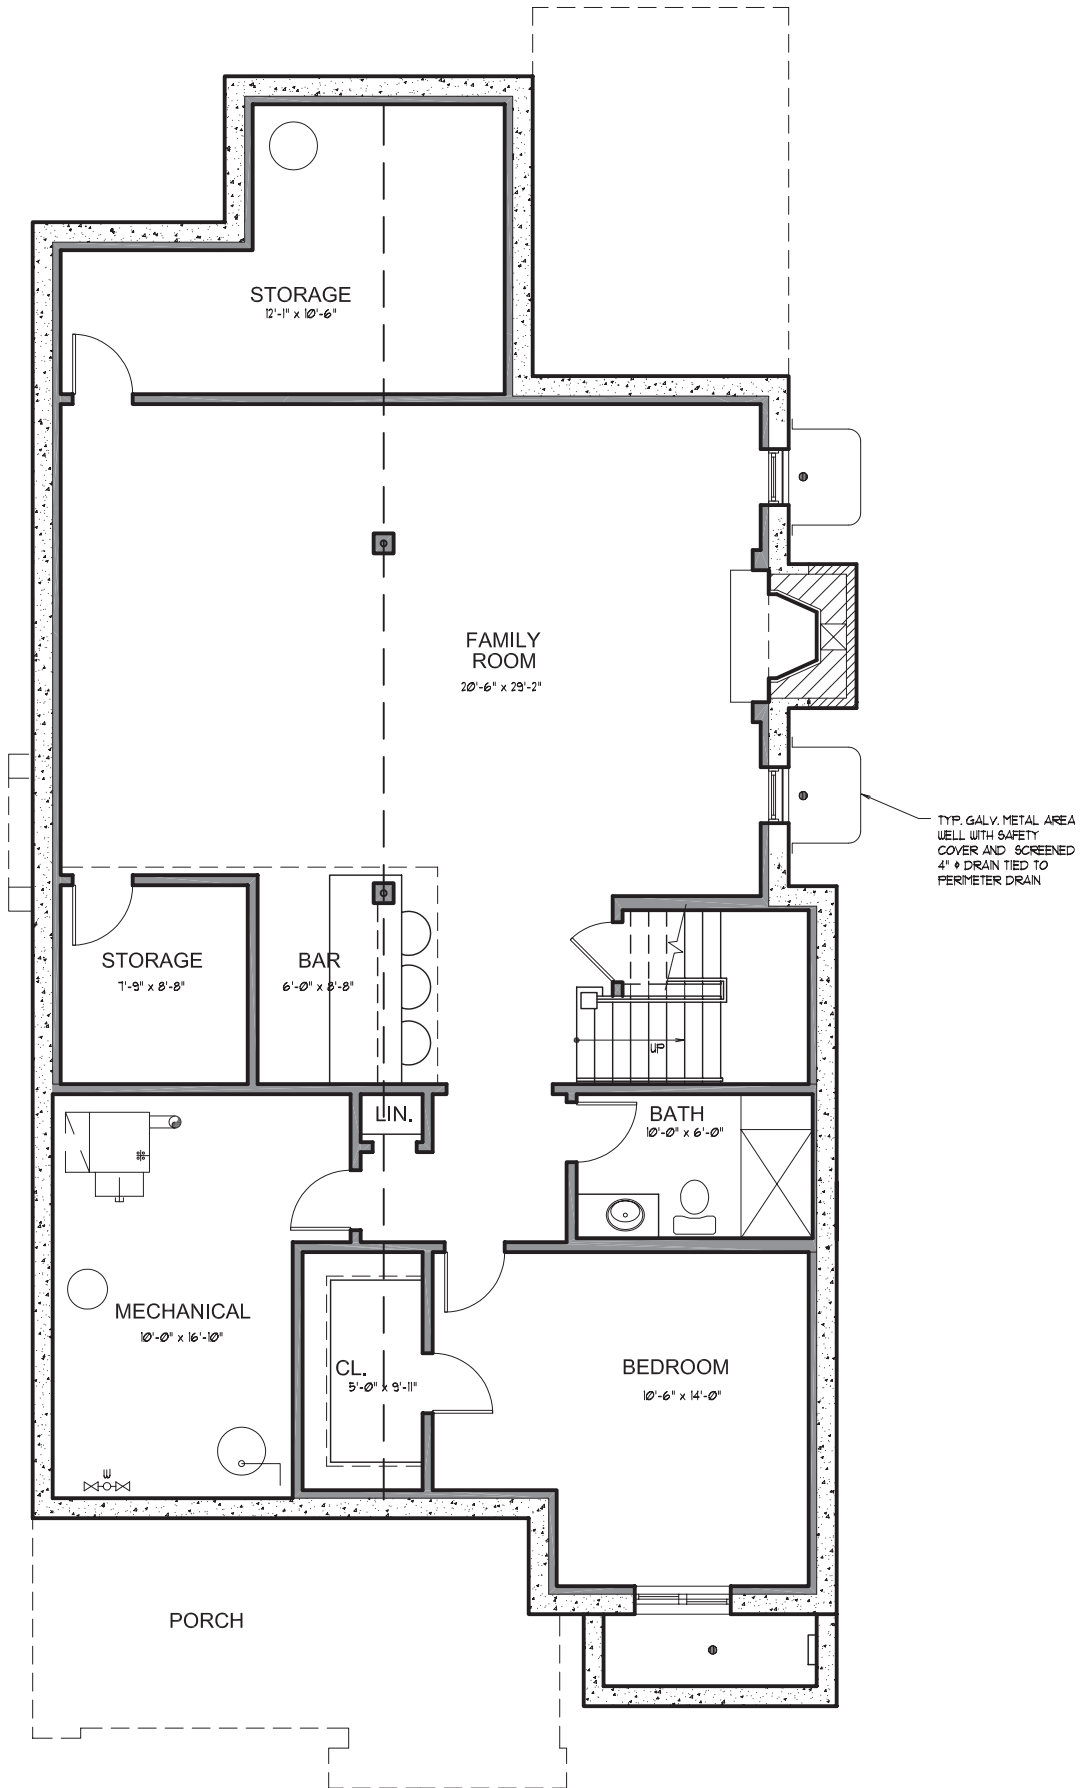 STORAGE
12'-1" x 10'-6"
FAMILY
ROOM
20'-6" x 29'-2"
TYP. GALV. METAL AREA
WELL WITH SAFETY
COVER AND SCREENED
4" ⌀ DRAIN TIED TO
PERIMETER DRAIN
STORAGE
7'-9" x 8'-8"
BAR
6'-0" x 8'-8"
UP
LIN.
BATH
10'-0" x 6'-0"
MECHANICAL
10'-0" x 16'-10"
CL.
5'-0" x 9'-11"
BEDROOM
10'-6" x 14'-0"
W
PORCH